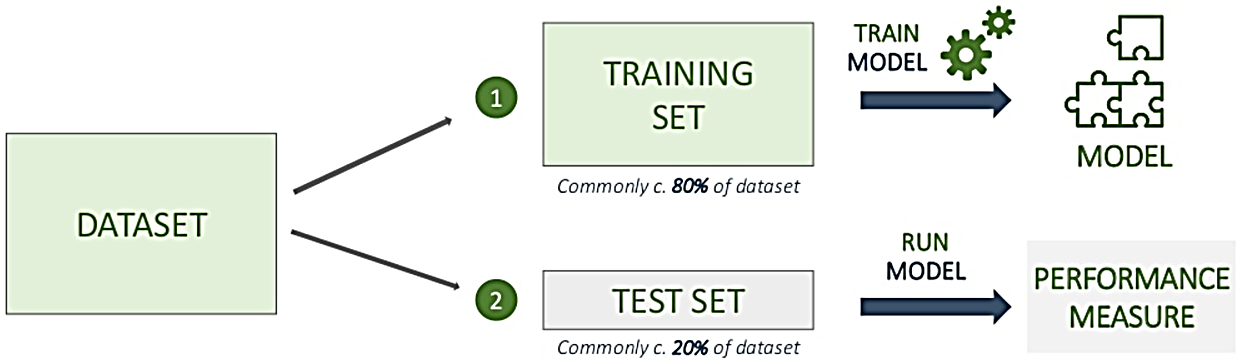 DATASET
1
TRAINING
SET
Commonly c. 80% of dataset
TRAIN
MODEL
MODEL
2
TEST SET
Commonly c. 20% of dataset
RUN
MODEL
PERFORMANCE
MEASURE